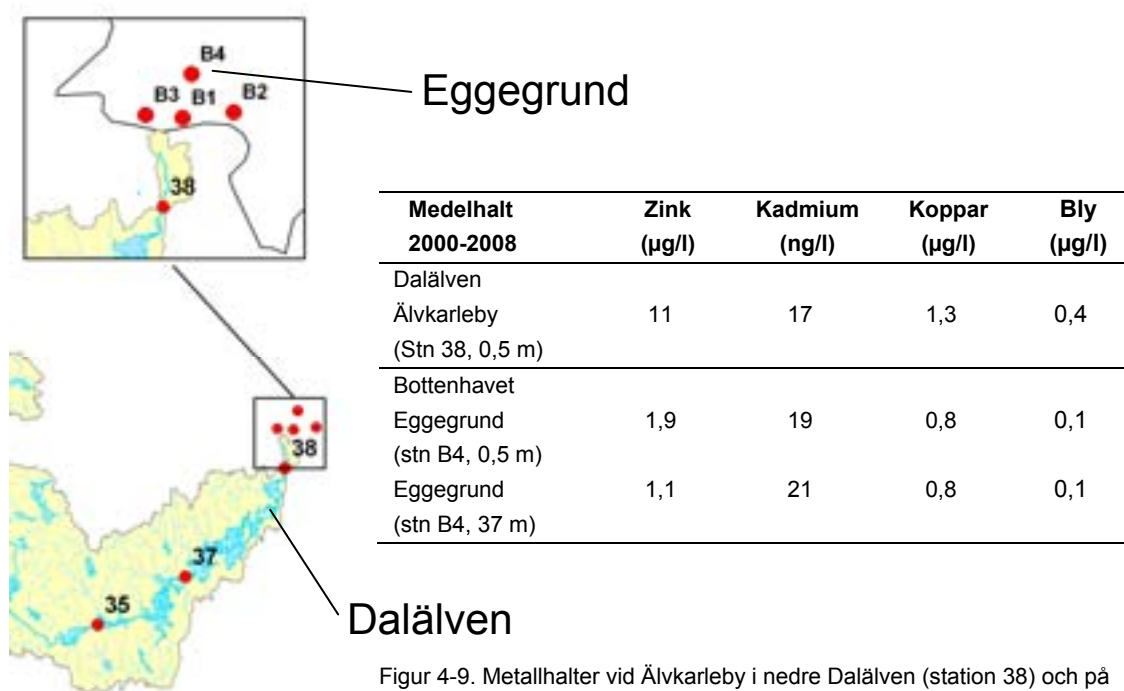 B4
Eggegrund
B3 B1 B2
38
Medelhalt Zink Kadmium Koppar Bly
2000-2008 (µg/l) (ng/l) (µg/l) (µg/l)
Dalälven
Älvkarleby 11 17 1,3 0,4
(Stn 38, 0,5 m)
Bottenhavet
Eggegrund 1,9 19 0,8 0,1
(stn B4, 0,5 m)
Eggegrund 1,1 21 0,8 0,1
(stn B4, 37 m)
38
37
35
Dalälven
Figur 4-9. Metallhalter vid Älvkarleby i nedre Dalälven (station 38) och på